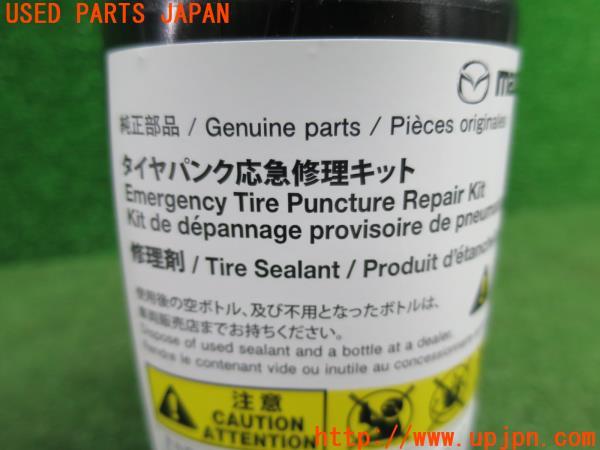 USED PARTS JAPAN
純正部品 / Genuine parts / Pièces originales
タイヤパンク応急修理キット
Emergency Tire Puncture Repair Kit
Kit de dépannage provisoire de
修理剤 / Tire Sealant / Produit
使用後の空ボトル、及び不用となったボトルは、
車両販売店までお持ちください。
Dispose of used sealant and a bottle at a dealer.
Rendre le contenant vide ou inutile au concessionnaire
注意
CAUTION
ATTENTION
http://www.upjpn.com